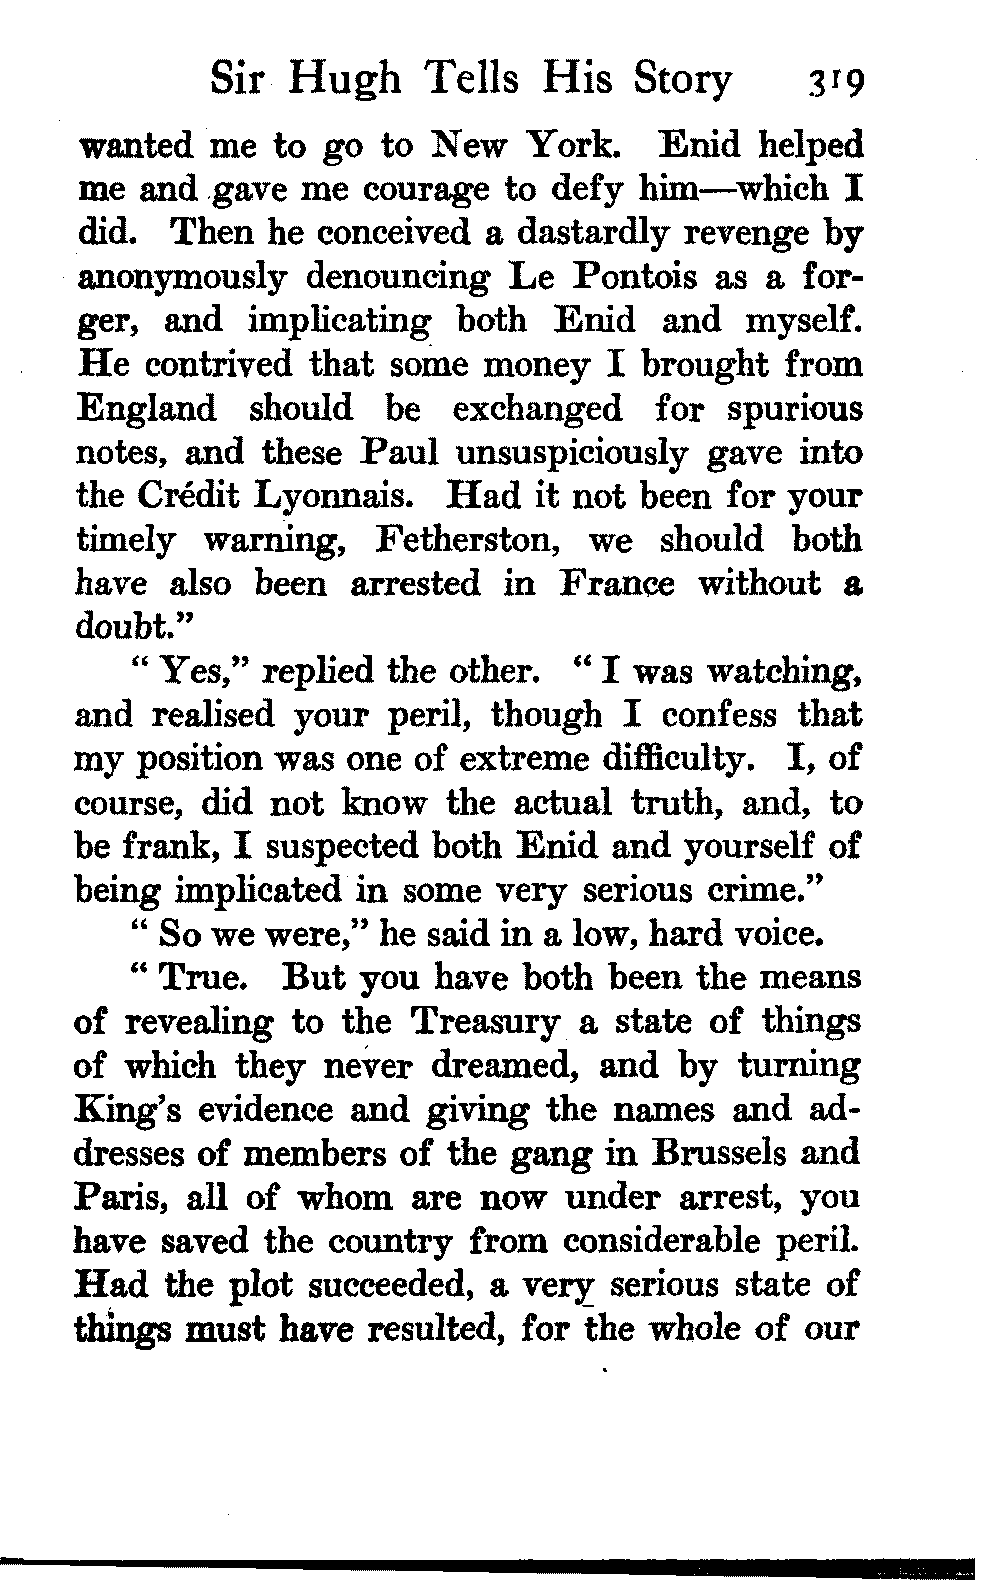 Sir Hugh Tells His Story 319
wanted me to go to New York. Enid helped
me and gave me courage to defy him—which I
did. Then he conceived a dastardly revenge by
anonymously denouncing Le Pontois as a for-
ger, and implicating both Enid and myself.
He contrived that some money I brought from
England should be exchanged for spurious
notes, and these Paul unsuspiciously gave into
the Crédit Lyonnais. Had it not been for your
timely warning, Fetherston, we should both
have also been arrested in France without a
doubt."
" Yes," replied the other. " I was watching,
and realised your peril, though I confess that
my position was one of extreme difficulty. I, of
course, did not know the actual truth, and, to
be frank, I suspected both Enid and yourself of
being implicated in some very serious crime."
" So we were," he said in a low, hard voice.
" True. But you have both been the means
of revealing to the Treasury a state of things
of which they never dreamed, and by turning
King's evidence and giving the names and ad-
dresses of members of the gang in Brussels and
Paris, all of whom are now under arrest, you
have saved the country from considerable peril.
Had the plot succeeded, a very serious state of
things must have resulted, for the whole of our